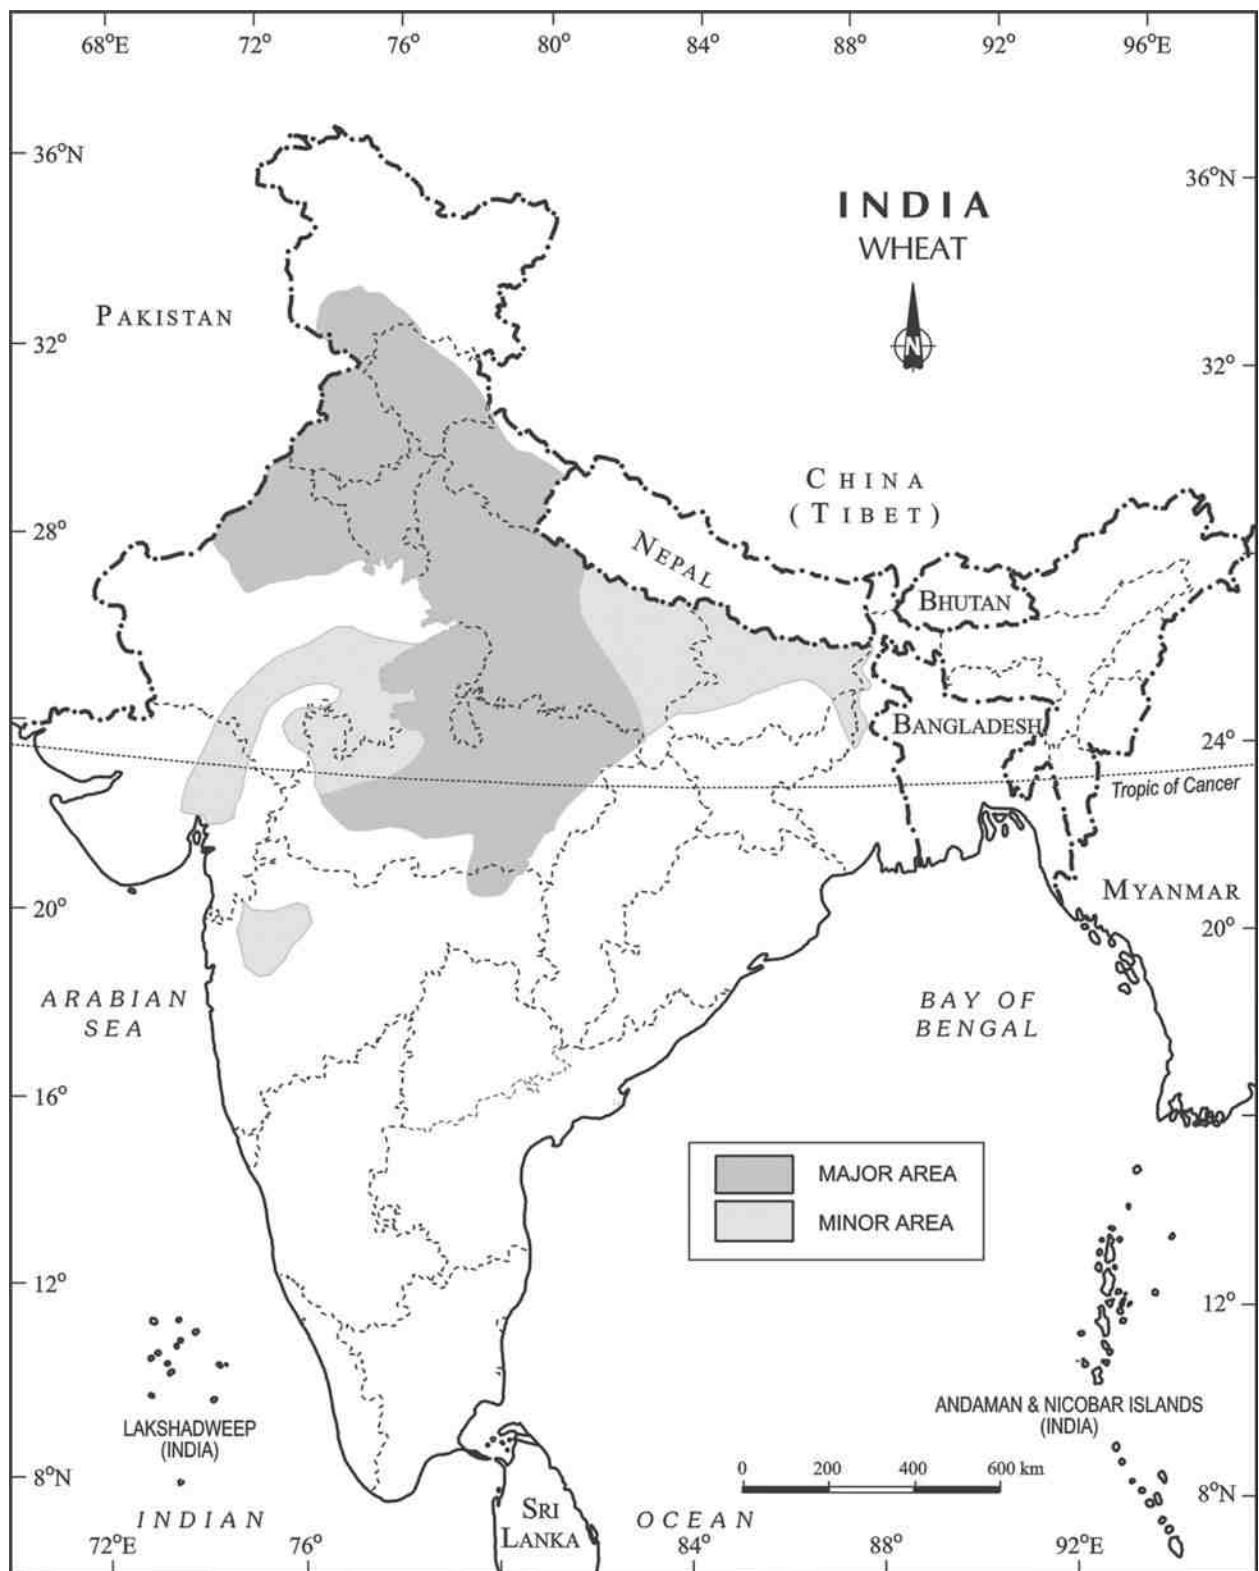 68°E 72° 76° 80° 84° 88° 92° 96°E
36°N
36°N
INDIA
WHEAT
N
PAKISTAN
32°
32°
CHINA
(TIBET)
28°
NEPAL
BHUTAN
BANGLADESH
24°
Tropic of Cancer
MYANMAR
20°
20°
ARABIAN
SEA
BAY OF
BENGAL
16°
MAJOR AREA
MINOR AREA
12°
12°
LAKSHADWEEP
(INDIA)
ANDAMAN & NICOBAR ISLANDS
(INDIA)
0 200 400 600 km
8°N
8°N
SRI
LANKA
INDIAN OCEAN
72°E 76° 84° 88° 92°E